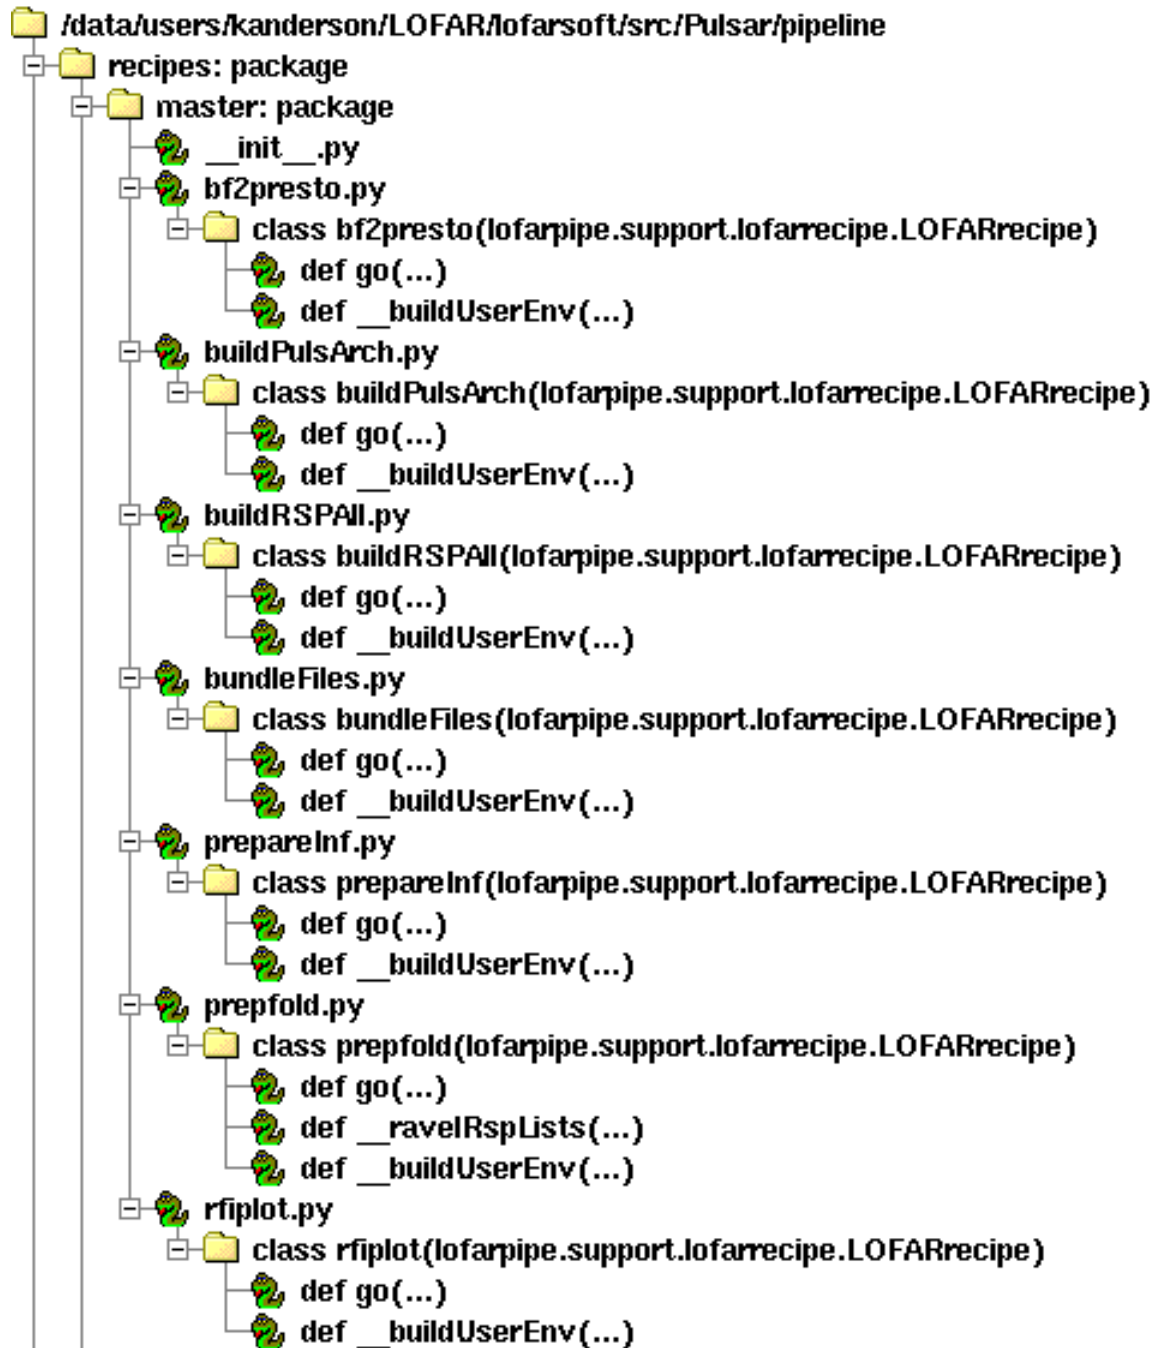 /data/users/kanderson/LOFAR/lofarsoft/src/Pulsar/pipeline
recipes: package
master: package
__init__.py
bf2presto.py
class bf2presto(lofarpipe.support.lofarrecipe.LOFARrecipe)
def go(...)
def __buildUserEnv(...)
buildPulsArch.py
class buildPulsArch(lofarpipe.support.lofarrecipe.LOFARrecipe)
def go(...)
def __buildUserEnv(...)
buildRSPAll.py
class buildRSPAll(lofarpipe.support.lofarrecipe.LOFARrecipe)
def go(...)
def __buildUserEnv(...)
bundleFiles.py
class bundleFiles(lofarpipe.support.lofarrecipe.LOFARrecipe)
def go(...)
def __buildUserEnv(...)
prepareInf.py
class prepareInf(lofarpipe.support.lofarrecipe.LOFARrecipe)
def go(...)
def __buildUserEnv(...)
prepfold.py
class prepfold(lofarpipe.support.lofarrecipe.LOFARrecipe)
def go(...)
def __ravelRspLists(...)
def __buildUserEnv(...)
rfiplot.py
class rfiplot(lofarpipe.support.lofarrecipe.LOFARrecipe)
def go(...)
def __buildUserEnv(...)